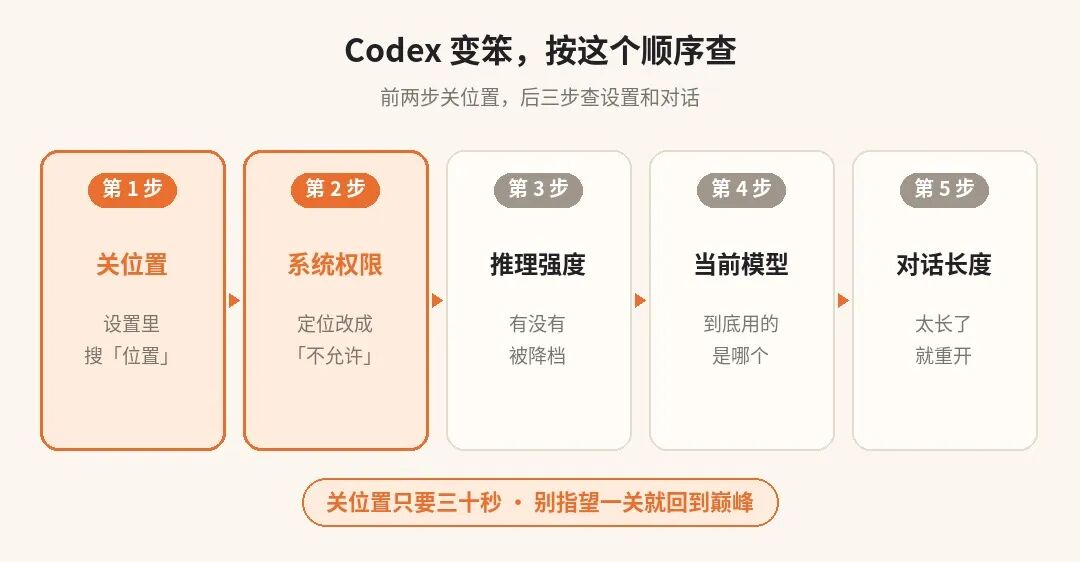 Codex 变笨，按这个顺序查
前两步关位置，后三步查设置和对话
第 1 步
关位置
设置里
搜「位置」
第 2 步
系统权限
定位改成
「不允许」
第 3 步
推理强度
有没有
被降档
第 4 步
当前模型
到底用的
是哪个
第 5 步
对话长度
太长了
就重开
关位置只要三十秒 · 别指望一关就回到巅峰